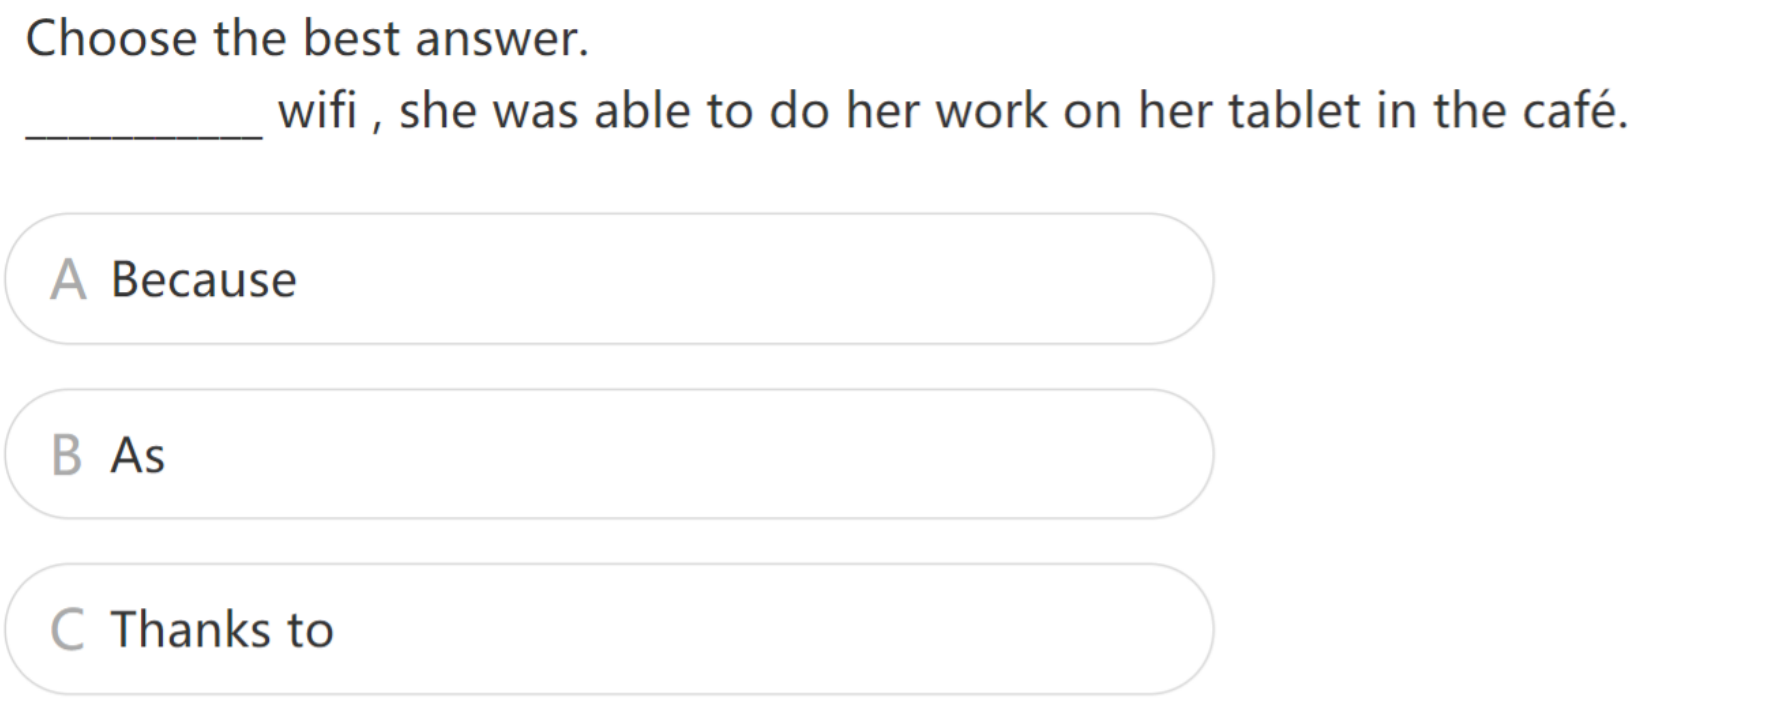 Choose the best answer.
___________ wifi , she was able to do her work on her tablet in the café.
A Because
B As
C Thanks to